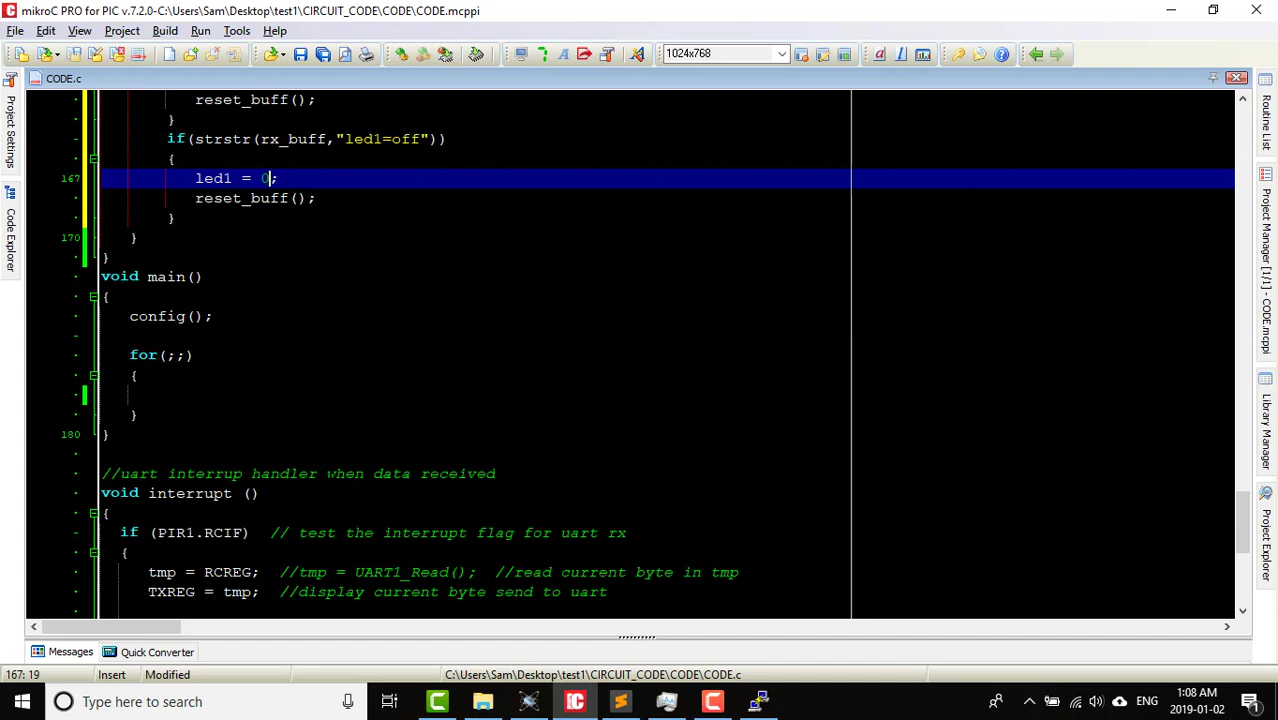 mikroC PRO for PIC v.7.2.0-C:\Users\Sam\Desktop\test1\CIRCUIT_CODE\CODE\CODE.mcppi
File Edit View Project Build Run Tools Help
1024x768
CODE.c
reset_buff();
}
if(strstr(rx_buff,"led1=off"))
{
167 led1 = 0;
reset_buff();
}
170 }
}
void main()
{
config();
for(;;)
{
}
180 }
//uart interrup handler when data received
void interrupt ()
{
if (PIR1.RCIF) // test the interrupt flag for uart rx
{
tmp = RCREG; //tmp = UART1_Read(); //read current byte in tmp
TXREG = tmp; //display current byte send to uart
Project Settings
Code Explorer
Routine List
Project Manager [1/1] - CODE.mcppi
Library Manager
Project Explorer
Messages Quick Converter
167: 19 Insert Modified C:\Users\Sam\Desktop\test1\CIRCUIT_CODE\CODE\CODE.c
Type here to search
ENG
1:08 AM
2019-01-02
1